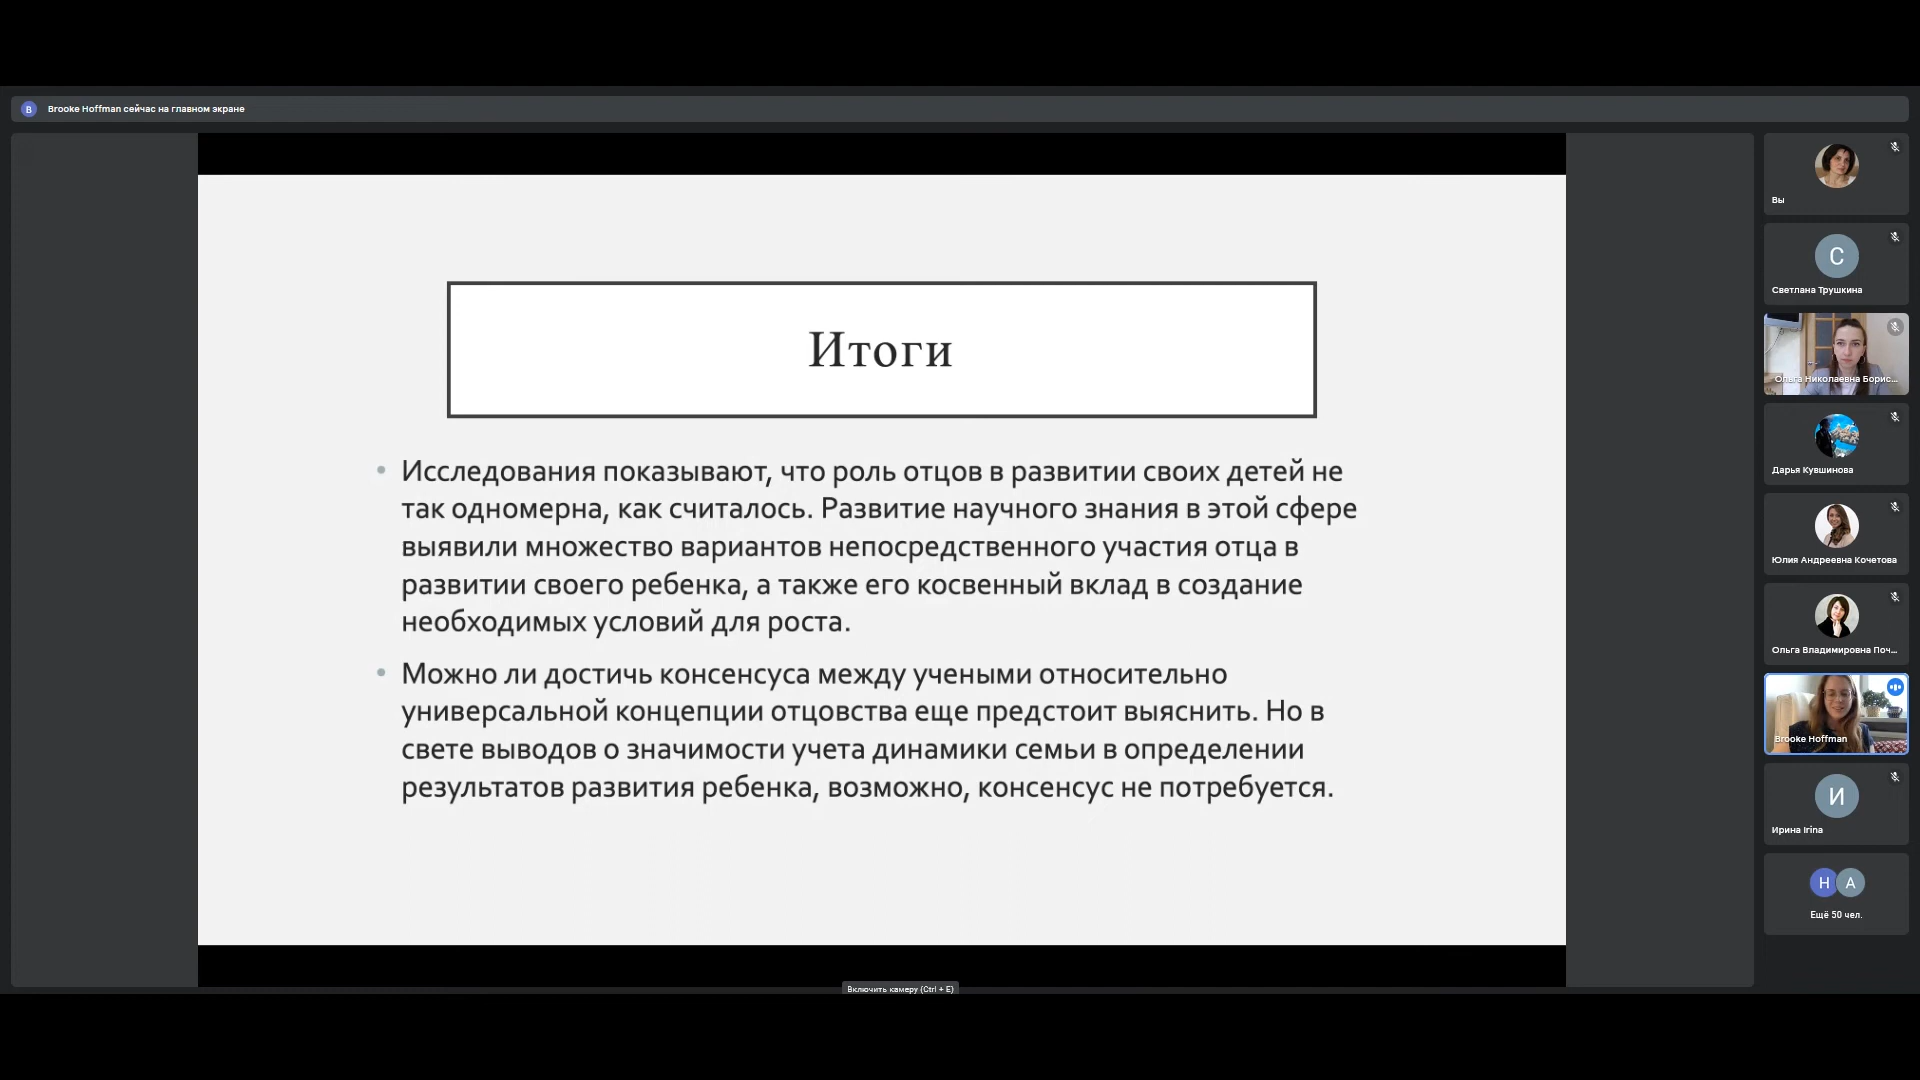 B
Brooke Hoffman сейчас на главном экране
Итоги
• Исследования показывают, что роль отцов в развитии своих детей не
так одномерна, как считалось. Развитие научного знания в этой сфере
выявили множество вариантов непосредственного участия отца в
развитии своего ребенка, а также его косвенный вклад в создание
необходимых условий для роста.
• Можно ли достичь консенсуса между учеными относительно
универсальной концепции отцовства еще предстоит выяснить. Но в
свете выводов о значимости учета динамики семьи в определении
результатов развития ребенка, возможно, консенсус не потребуется.
Включить камеру (Ctrl + E)
Вы
С
Светлана Трушкина
Ольга Николаевна Борис...
Дарья Кувшинова
Юлия Андреевна Кочетова
Ольга Владимировна Поч...
Brooke Hoffman
И
Ирина Irina
Н А
Ещё 50 чел.